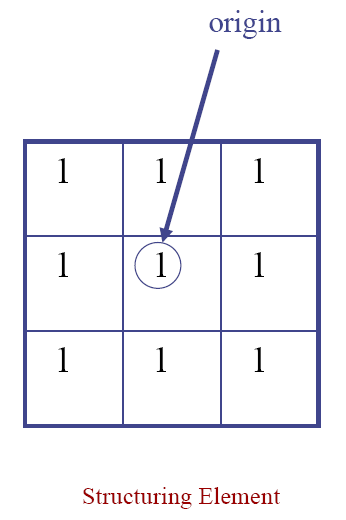 origin
1 1 1
1 1 1
1 1 1
Structuring Element